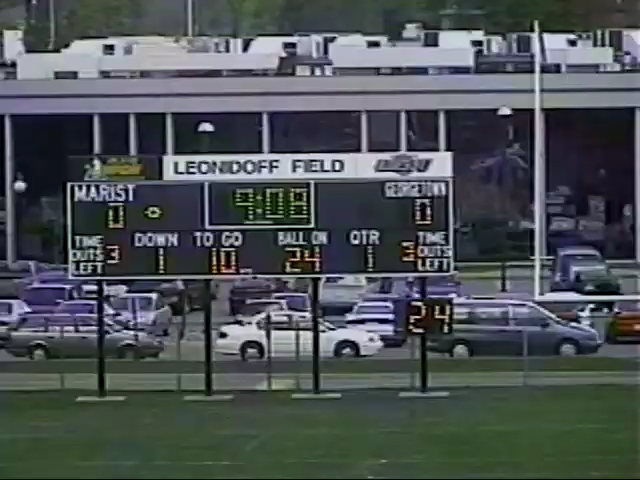 LEONIDOFF FIELD
MARIST 9:08 GEORGETOWN
0 0
TIME OUTS LEFT 3 DOWN 1 TO GO 10 BALL ON 24 QTR 1 3 TIME OUTS LEFT
24